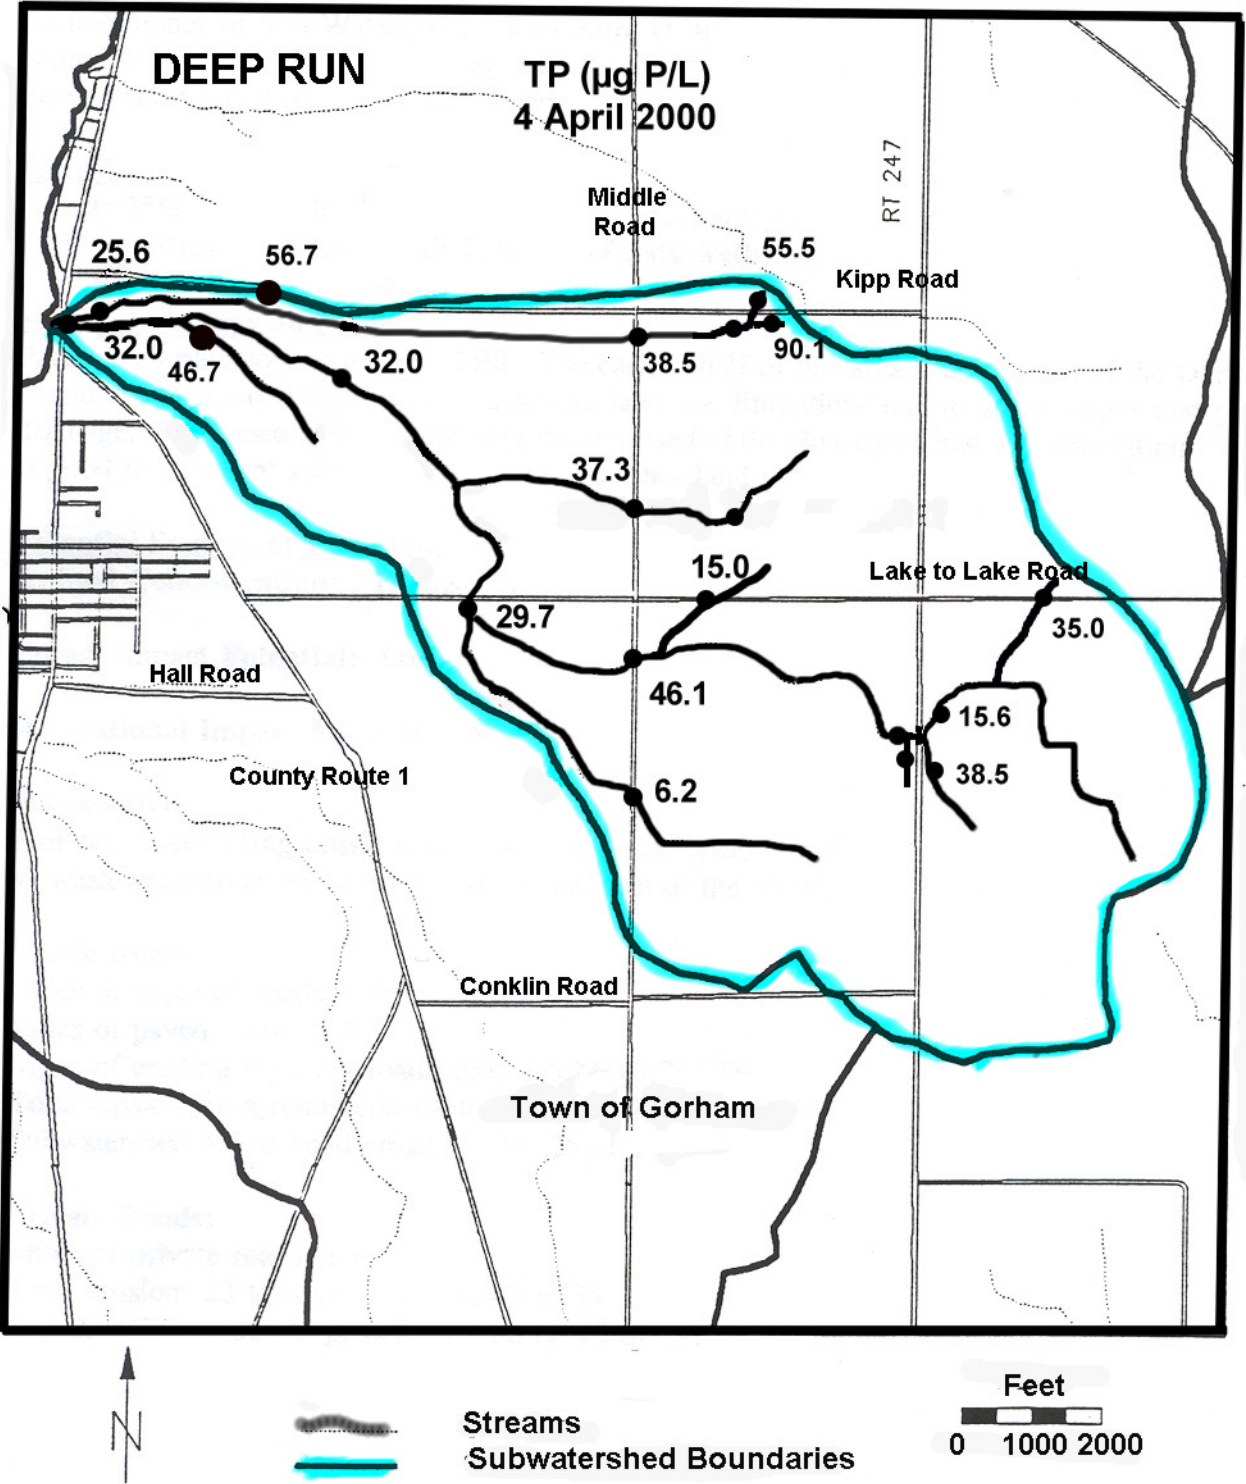 DEEP RUN
TP (µg P/L)
4 April 2000
RT 247
Middle
Road
25.6
56.7
55.5
Kipp Road
32.0
46.7
32.0
38.5
90.1
37.3
15.0
Lake to Lake Road
29.7
35.0
Hall Road
46.1
15.6
County Route 1
38.5
6.2
Conklin Road
Town of Gorham
N
Streams
Subwatershed Boundaries
Feet
0 1000 2000